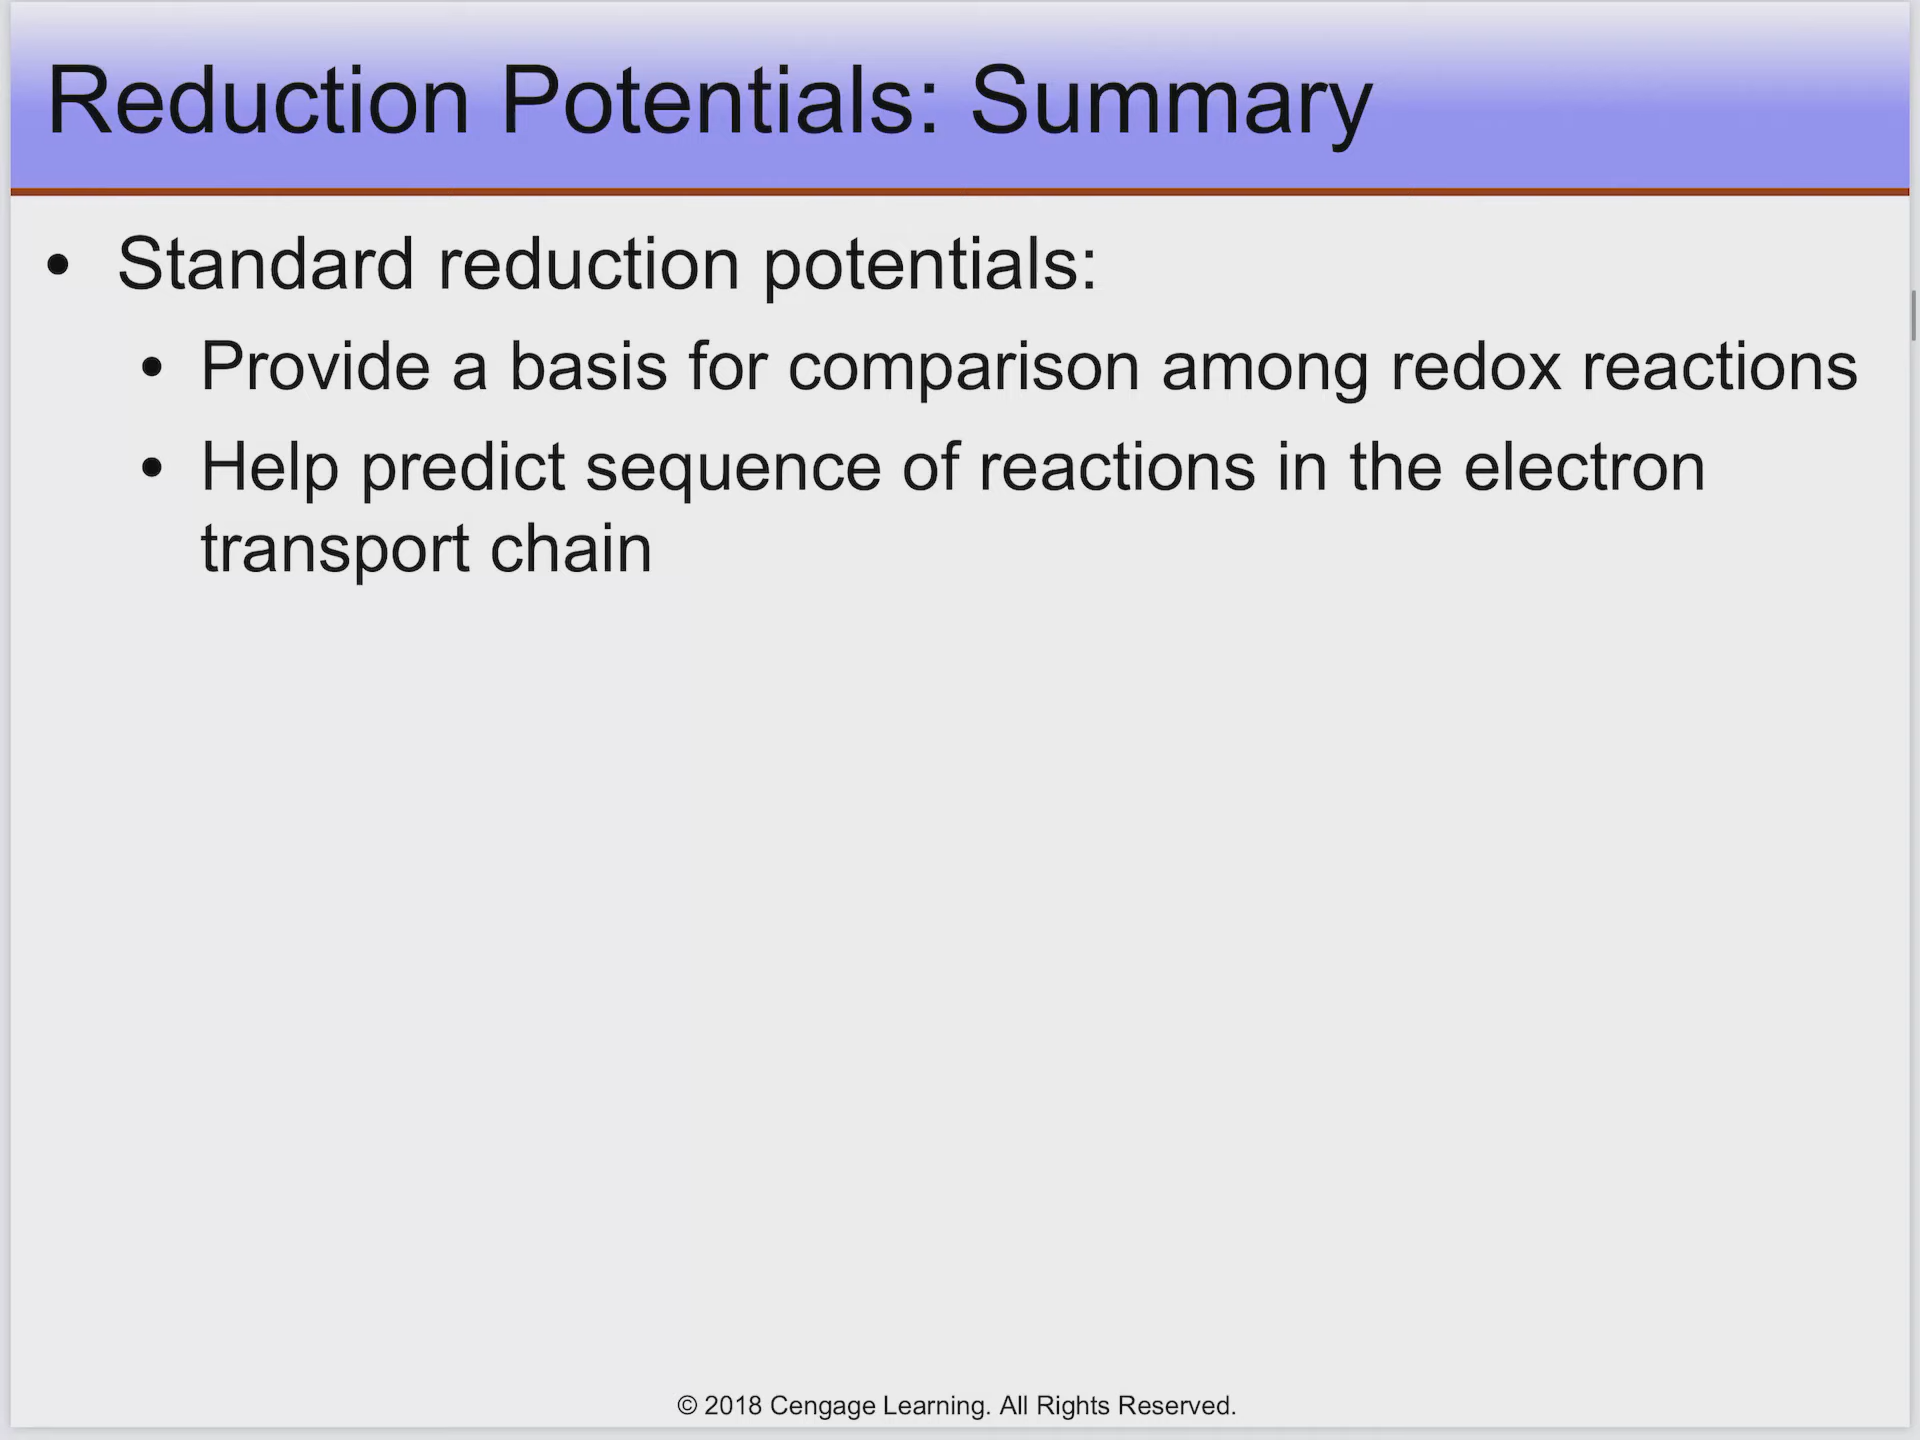 Reduction Potentials: Summary
• Standard reduction potentials:
• Provide a basis for comparison among redox reactions
• Help predict sequence of reactions in the electron
transport chain
© 2018 Cengage Learning. All Rights Reserved.